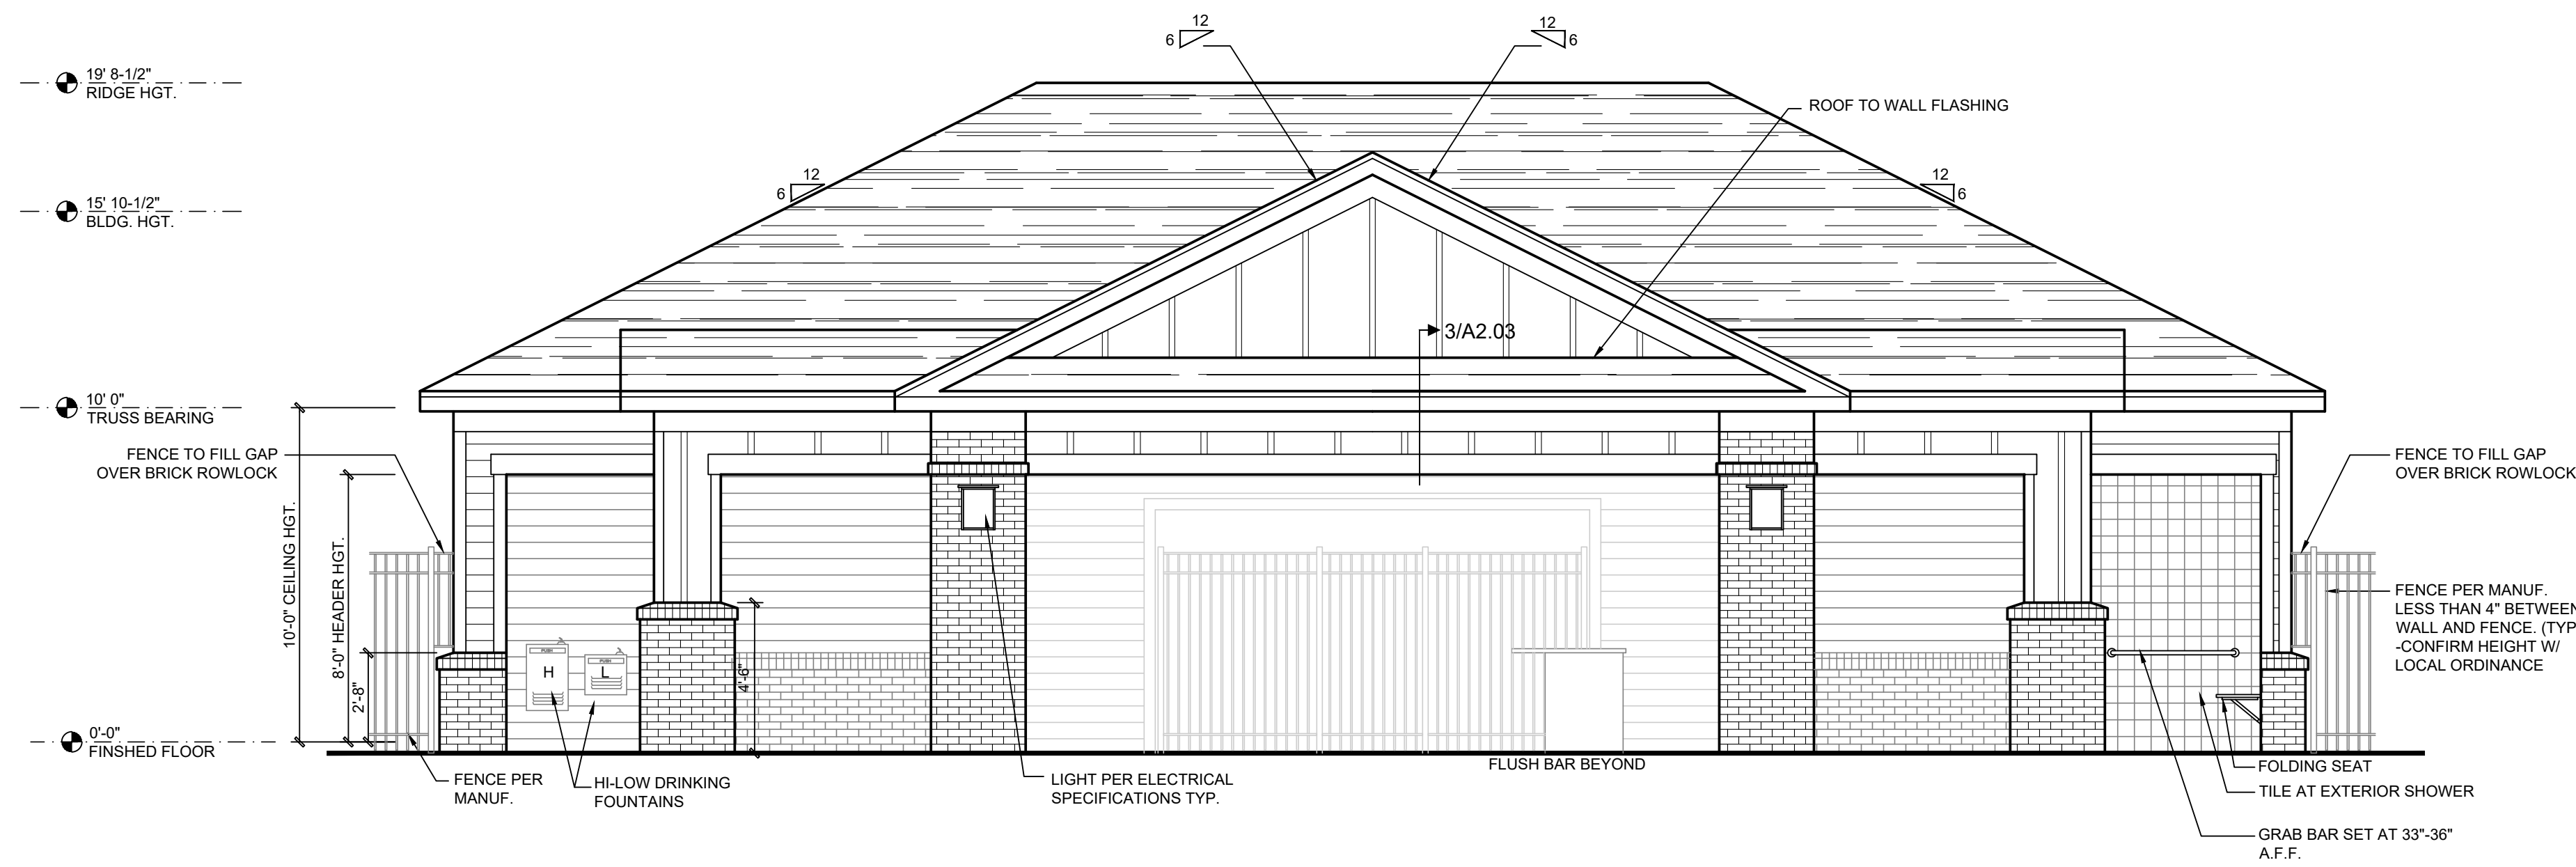 12
6
12
6
19' 8-1/2"
RIDGE HGT.
ROOF TO WALL FLASHING
12
6
12
6
15' 10-1/2"
BLDG. HGT.
3/A2.03
10' 0"
TRUSS BEARING
FENCE TO FILL GAP
OVER BRICK ROWLOCK
FENCE TO FILL GAP
OVER BRICK ROWLOCK
10'-0" CEILING HGT.
8'-0" HEADER HGT.
2'-8"
4'-6"
PUSH
H
PUSH
L
FENCE PER MANUF.
LESS THAN 4" BETWEEN
WALL AND FENCE. (TYP
-CONFIRM HEIGHT W/
LOCAL ORDINANCE
0'-0"
FINSHED FLOOR
FLUSH BAR BEYOND
FENCE PER
MANUF.
HI-LOW DRINKING
FOUNTAINS
LIGHT PER ELECTRICAL
SPECIFICATIONS TYP.
FOLDING SEAT
TILE AT EXTERIOR SHOWER
GRAB BAR SET AT 33"-36"
A.F.F.